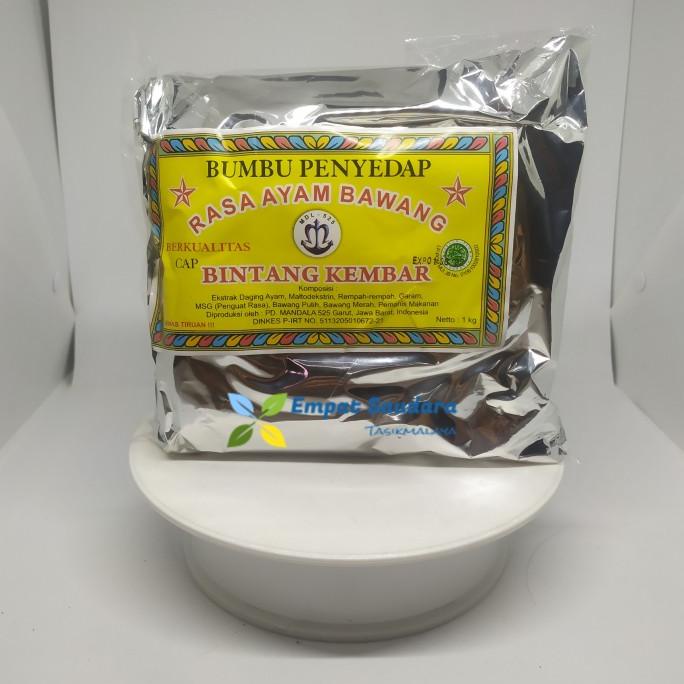 BUMBU PENYEDAP
RASA AYAM BAWANG
MDL - 525
BERKUALITAS
CAP
BINTANG KEMBAR
Komposisi :
Ekstrak Daging Ayam, Maltodekstrin, Rempah-rempah, Garam,
MSG (Penguat Rasa), Bawang Putih, Bawang Merah, Pemanis Makanan
Diproduksi oleh : PD. MANDALA 525 Garut, Jawa Barat, Indonesia
DINKES P-IRT NO. 5113205010672-21
Netto : 1 kg
TIRUAN !!!
Empat Saudara
TASIKMALAYA